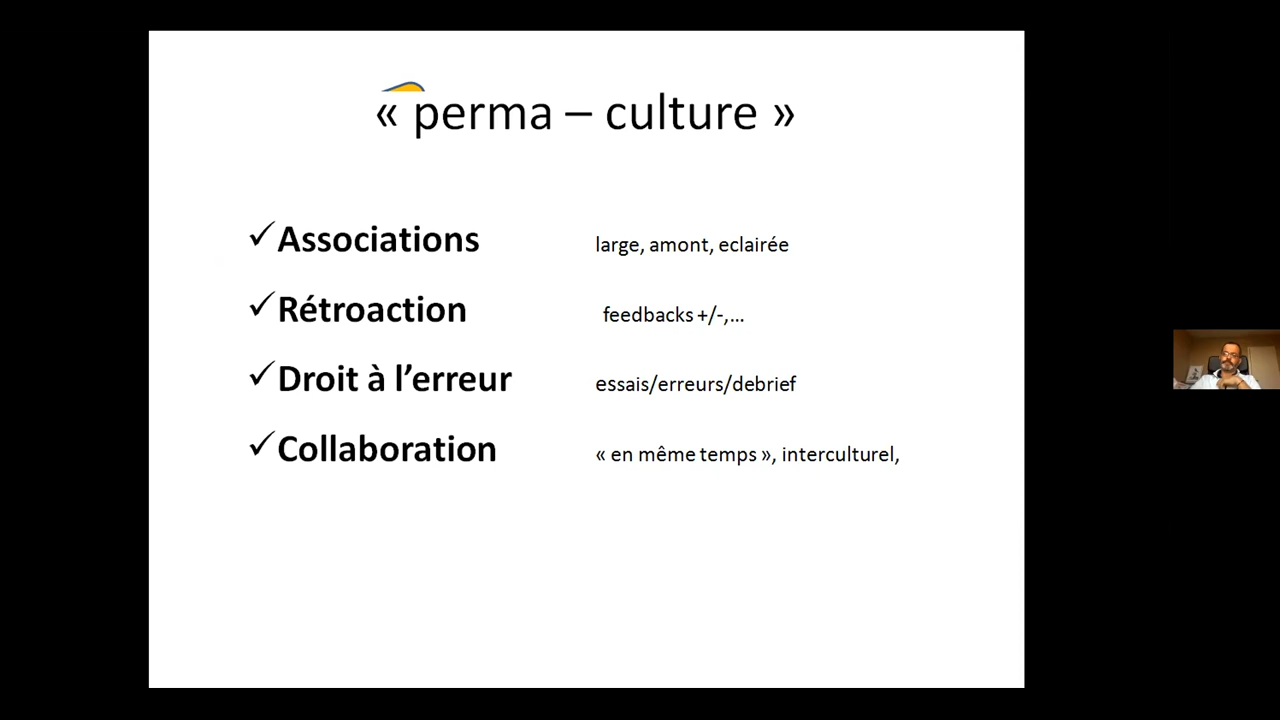 « perma – culture »
✓Associations large, amont, eclairée
✓Rétroaction feedbacks +/-,...
✓Droit à l’erreur essais/erreurs/debrief
✓Collaboration « en même temps », interculturel,